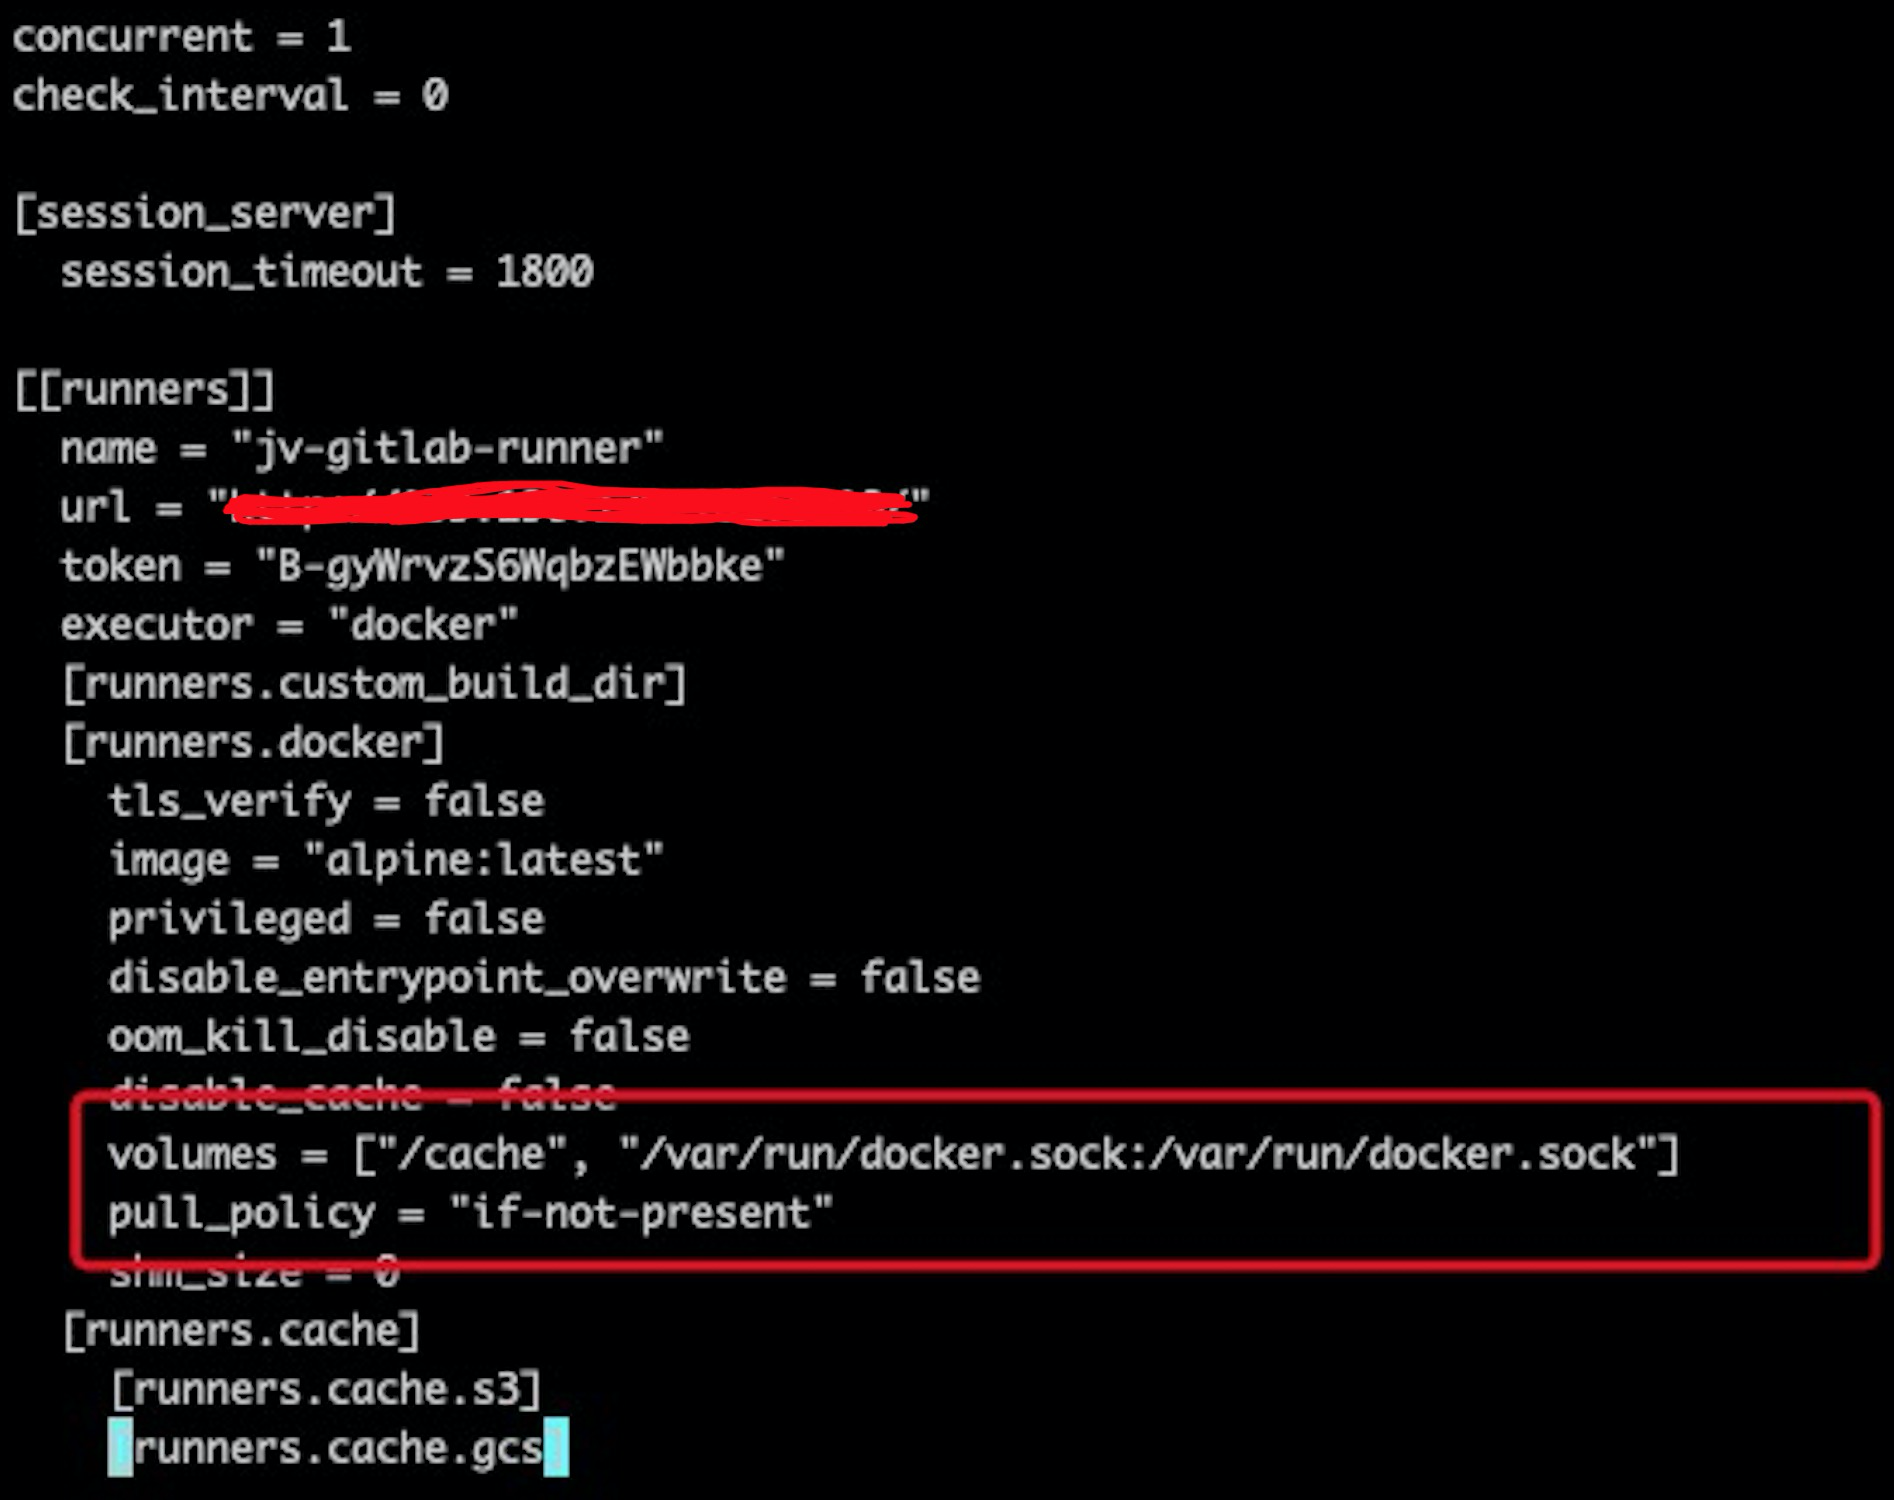 concurrent = 1
check_interval = 0
[session_server]
session_timeout = 1800
[[runners]]
name = "jv-gitlab-runner"
url = "
token = "B-gyWrvzS6WqbzEWbbke"
executor = "docker"
[runners.custom_build_dir]
[runners.docker]
tls_verify = false
image = "alpine:latest"
privileged = false
disable_entrypoint_overwrite = false
oom_kill_disable = false
disable_cache = false
volumes = ["/cache", "/var/run/docker.sock:/var/run/docker.sock"]
pull_policy = "if-not-present"
shm_size = 0
[runners.cache]
[runners.cache.s3]
[runners.cache.gcs]